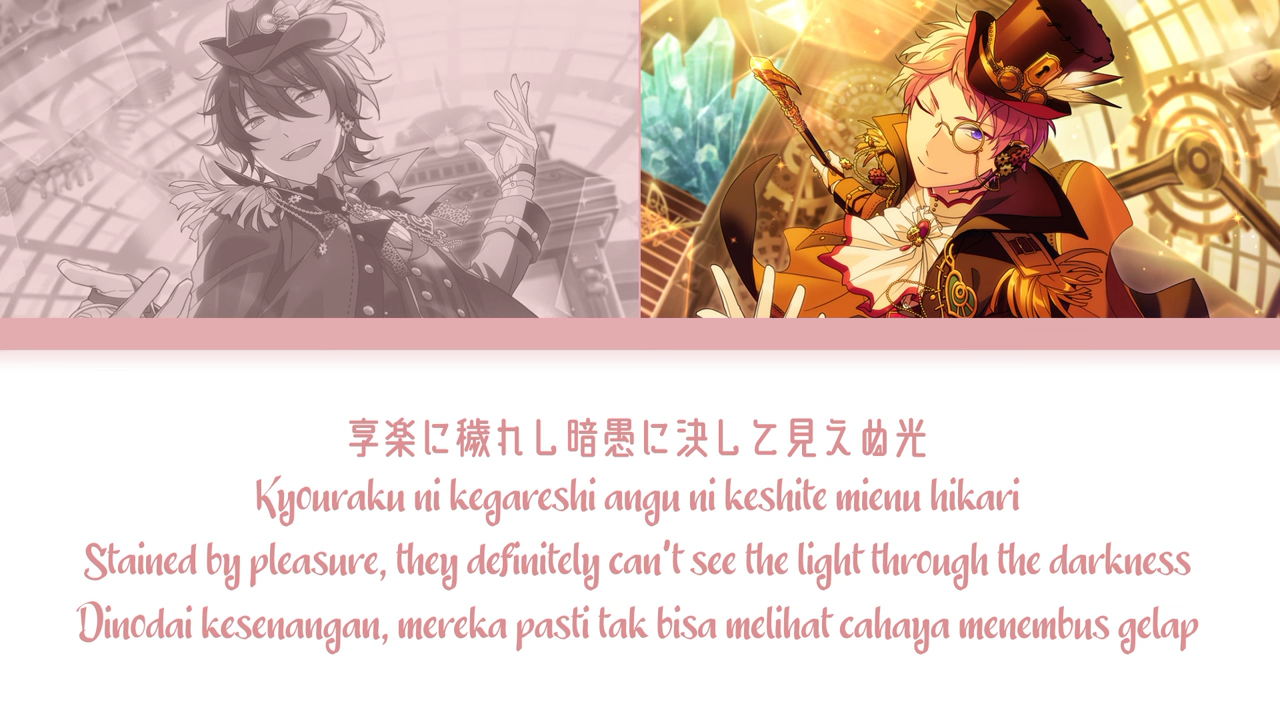 享楽に穢れし暗愚に決して見えぬ光
Kyouraku ni kegareshi angu ni keshite mienu hikari
Stained by pleasure, they definitely can't see the light through the darkness
Dinodai kesenangan, mereka pasti tak bisa melihat cahaya menembus gelap